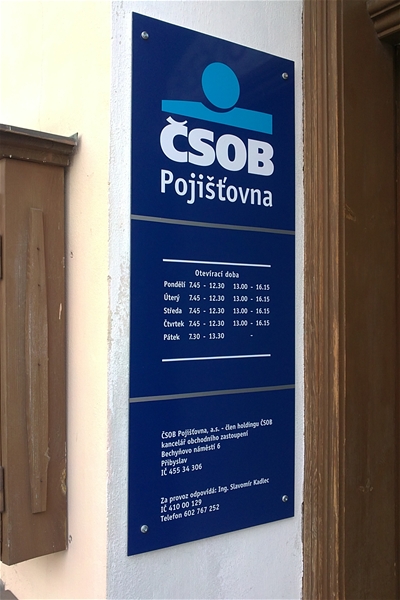 ČSOB
Pojišťovna
Otevírací doba
Pondělí 7.45 - 12.30 13.00 - 16.15
Úterý 7.45 - 12.30 13.00 - 16.15
Středa 7.45 - 12.30 13.00 - 16.15
Čtvrtek 7.45 - 12.30 13.00 - 16.15
Pátek 7.30 - 13.30 -
ČSOB Pojišťovna, a.s. - člen holdingu ČSOB
kancelář obchodního zastoupení
Bechyňovo náměstí 6
Přibyslav
IČ 455 34 306
Za provoz odpovídá: Ing. Slavomír Kadlec
IČ 410 00 129
Telefon 602 767 252